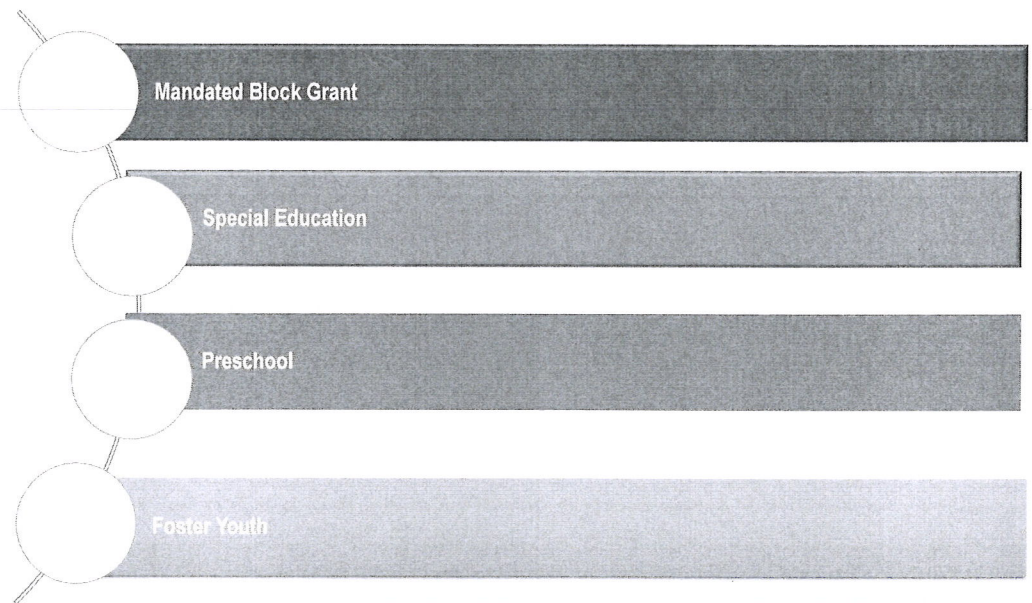 Mandated Block Grant
Special Education
Preschool
Foster Youth